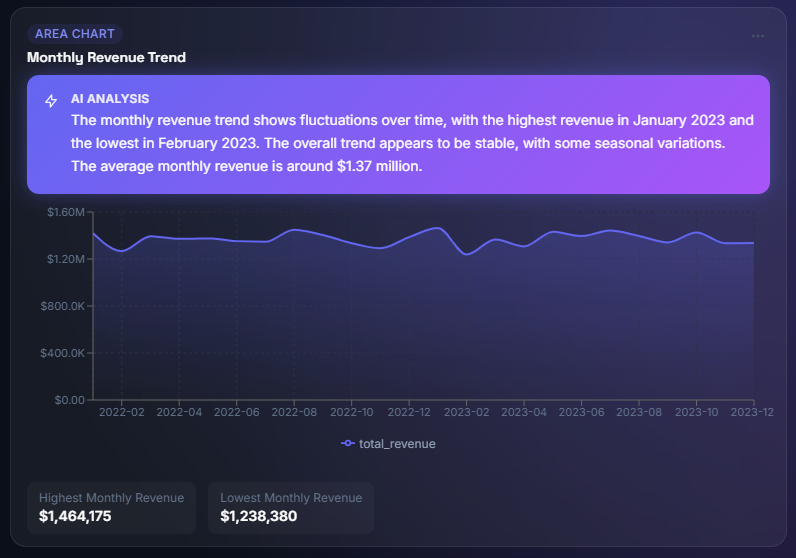 AREA CHART
Monthly Revenue Trend
AI ANALYSIS
The monthly revenue trend shows fluctuations over time, with the highest revenue in January 2023 and
the lowest in February 2023. The overall trend appears to be stable, with some seasonal variations.
The average monthly revenue is around $1.37 million.
$1.60M
$1.20M
$800.0K
$400.0K
$0.00
2022-02 2022-04 2022-06 2022-08 2022-10 2022-12 2023-02 2023-04 2023-06 2023-08 2023-10 2023-12
total_revenue
Highest Monthly Revenue
$1,464,175
Lowest Monthly Revenue
$1,238,380